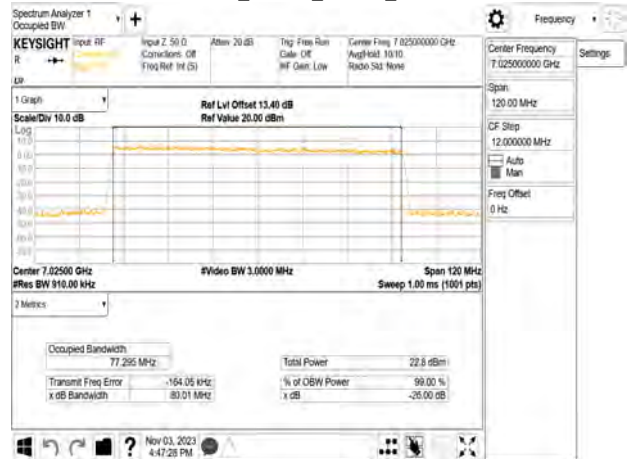 Spectrum Analyzer 1
Occupied BW
+
Frequency
KEYSIGHT
Input: RF
Input Z: 50 Ω
Corrections: Off
Freq Ref: Int (S)
Atten: 20 dB
Trig: Free Run
Gate: Off
#IF Gain: Low
Center Freq: 7.025000000 GHz
Avg|Hold: 10/10
Radio Std: None
Center Frequency
7.025000000 GHz
Settings
Span
120.00 MHz
CF Step
12.000000 MHz
Auto
Man
Freq Offset
0 Hz
1 Graph
Scale/Div 10.0 dB
Ref Lvl Offset 13.40 dB
Ref Value 20.00 dBm
Log
Center 7.02500 GHz
#Res BW 910.00 kHz
#Video BW 3.0000 MHz
Span 120 MHz
Sweep 1.00 ms (1001 pts)
2 Metrics
Occupied Bandwidth
77.295 MHz
Total Power 22.8 dBm
Transmit Freq Error -164.05 kHz
% of OBW Power 99.00 %
x dB Bandwidth 80.01 MHz
x dB -26.00 dB
Nov 03, 2023
4:47:28 PM